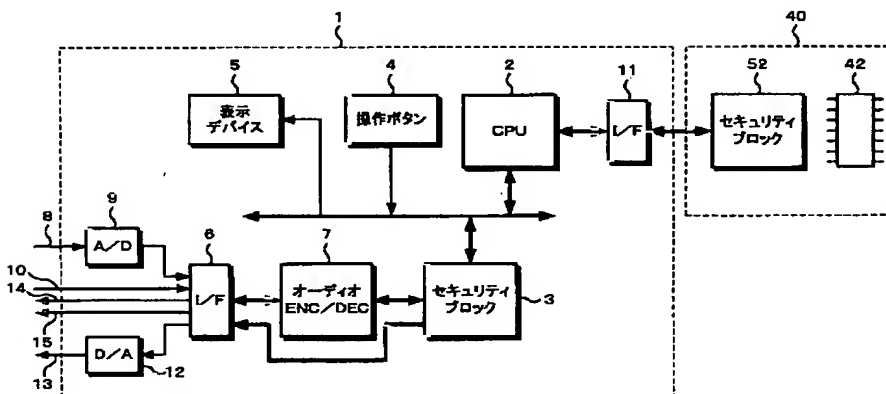 1
40
5
4
2
11
52
42
表示
デバイス
操作ボタン
CPU
I/F
セキュリティ
ブロック
9
8
A/D
6
7
10
14
I/F
オーディオ
ENC/DEC
セキュリティ
ブロック
3
15
D/A
13
12